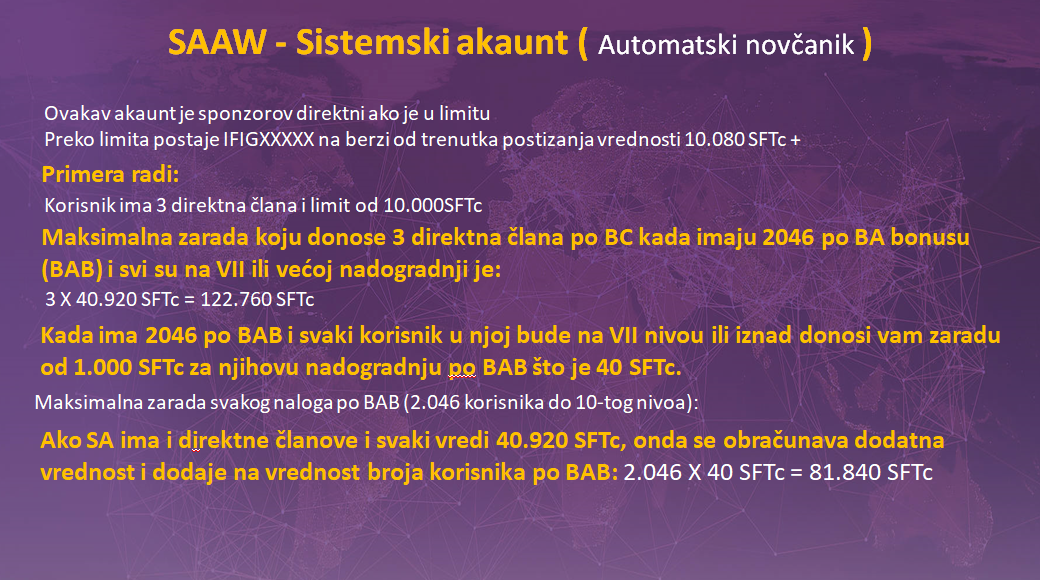 SAAW - Sistemski akaunt ( Automatski novčanik )
Ovakav akaunt je sponzorov direktni ako je u limitu
Preko limita postaje IFIGXXXXX na berzi od trenutka postizanja vrednosti 10.080 SFTc +
Primera radi:
Korisnik ima 3 direktna člana i limit od 10.000SFTc
Maksimalna zarada koju donose 3 direktna člana po BC kada imaju 2046 po BA bonusu
(BAB) i svi su na VII ili većoj nadogradnji je:
3 X 40.920 SFTc = 122.760 SFTc
Kada ima 2046 po BAB i svaki korisnik u njoj bude na VII nivou ili iznad donosi vam zaradu
od 1.000 SFTc za njihovu nadogradnju po BAB što je 40 SFTc.
Maksimalna zarada svakog naloga po BAB (2.046 korisnika do 10-tog nivoa):
Ako SA ima i direktne članove i svaki vredi 40.920 SFTc, onda se obračunava dodatna
vrednost i dodaje na vrednost broja korisnika po BAB: 2.046 X 40 SFTc = 81.840 SFTc